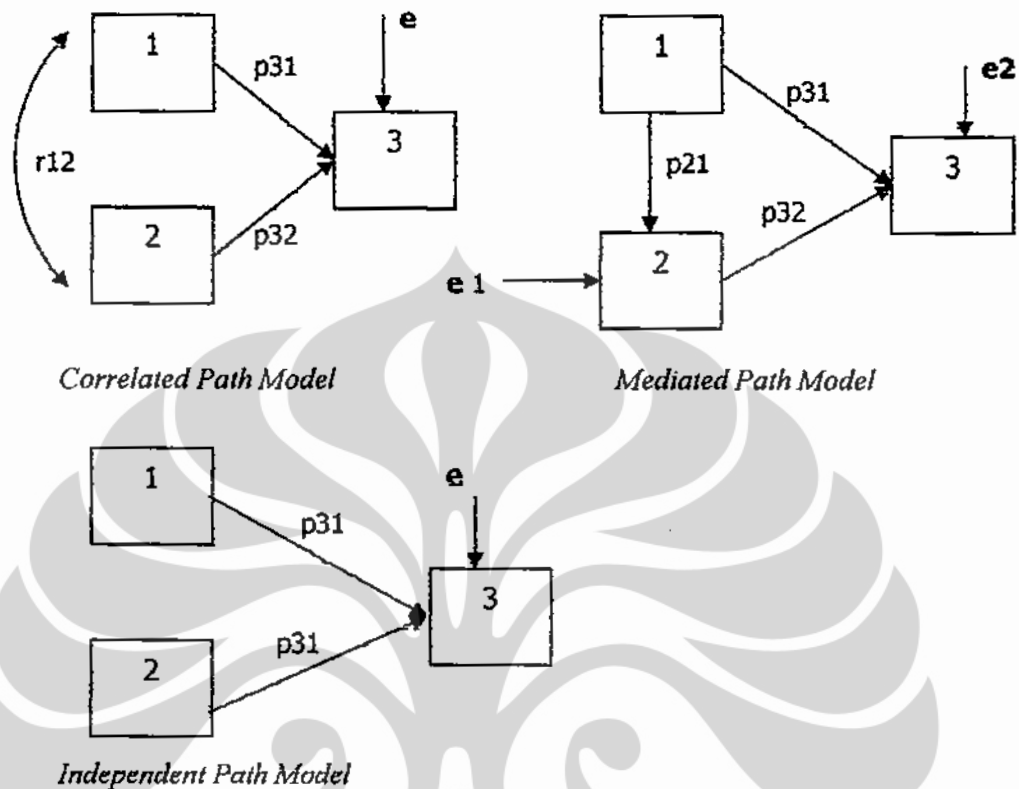 1
e
p31
3
r12
2
p32
Correlated Path Model
1
e2
p31
3
p21
p32
2
e 1
Mediated Path Model
1
e
p31
3
p31
2
Independent Path Model